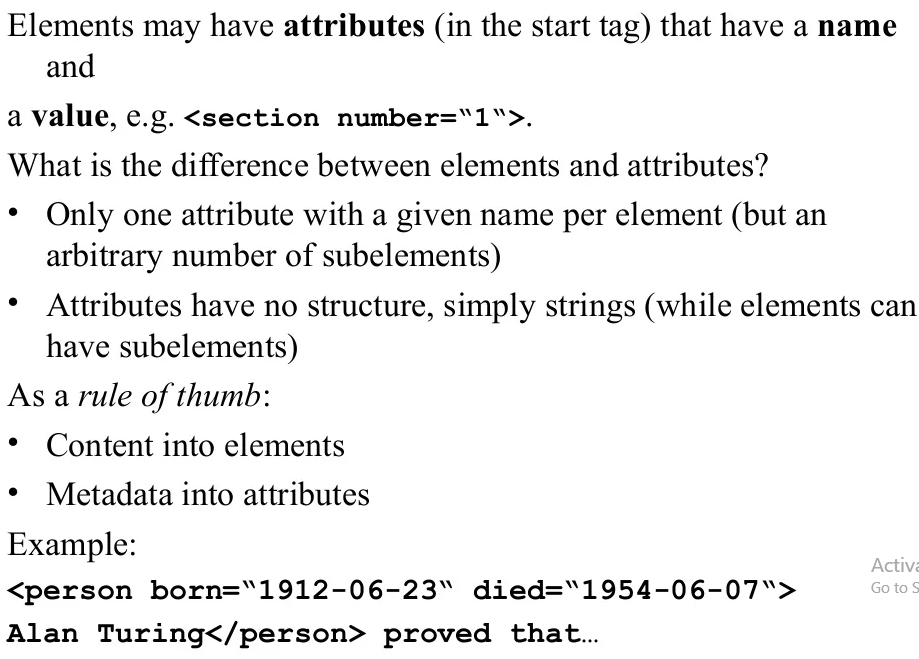 Elements may have attributes (in the start tag) that have a name
and
a value, e.g. <section number=“1“>.
What is the difference between elements and attributes?
• Only one attribute with a given name per element (but an
arbitrary number of subelements)
• Attributes have no structure, simply strings (while elements can
have subelements)
As a rule of thumb:
• Content into elements
• Metadata into attributes
Example:
<person born=“1912-06-23“ died=“1954-06-07“>
Alan Turing</person> proved that…
Go to